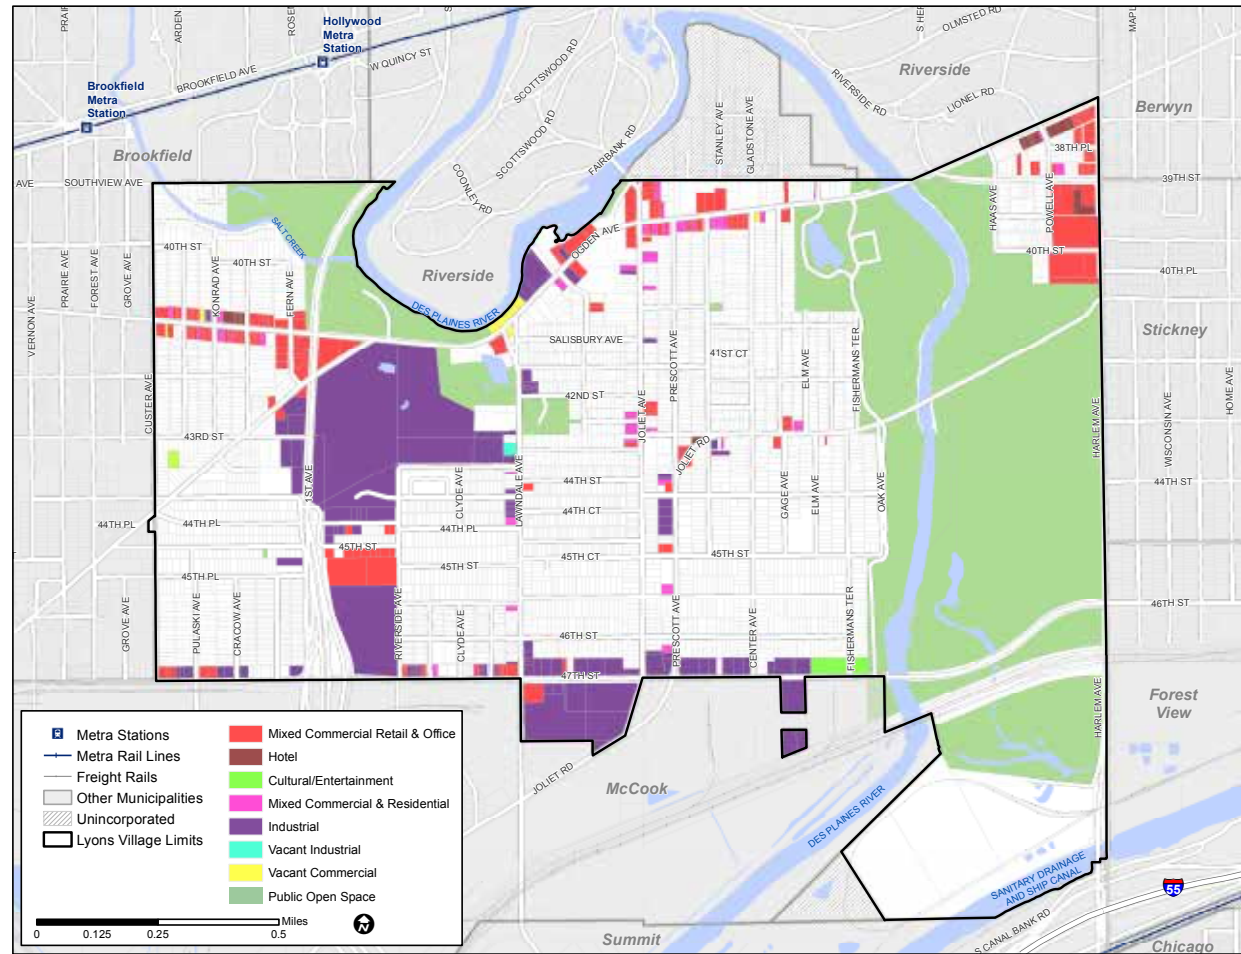 PRAIR
ARDEN
ROSEM
Hollywood
Metra
Station
W QUINCY ST
BROOKFIELD AVE
Brookfield
Metra
Station
Brookfield
AVE
SOUTHVIEW AVE
SCOTTSWOOD RD
SCOTTSWOOD RD
FAIRBANK RD
COONLEY RD
STANLEY AVE
GLADSTONE AVE
S HER
OLMSTED RD
MAPL
Riverside
RIVERSIDE RD
LIONEL RD
Berwyn
38TH PL
39TH ST
HAAS AVE
POWELL AVE
40TH ST
40TH PL
SALT CREEK
40TH ST
40TH ST
KONRAD AVE
FERN AVE
VERNON AVE
PRAIRIE AVE
FOREST AVE
GROVE AVE
Riverside
OGDEN AVE
DES PLAINES RIVER
SALISBURY AVE
41ST CT
PRESCOTT AVE
ELM AVE
FISHERMANS TER
Stickney
HOME AVE
CUSTER AVE
42ND ST
JOLIET AVE
43RD ST
JOLIET RD
HARLEM AVE
WISCONSIN AVE
1ST AVE
CLYDE AVE
LAWNDALE AVE
44TH ST
44TH ST
GAGE AVE
ELM AVE
OAK AVE
44TH PL
44TH PL
44TH PL
44TH CT
45TH ST
45TH CT
45TH ST
45TH ST
45TH PL
GROVE AVE
PULASKI AVE
CRACOW AVE
RIVERSIDE AVE
CLYDE AVE
46TH ST
46TH ST
PRESCOTT AVE
CENTER AVE
FISHERMANS TER
47TH ST
HARLEM AVE
Forest
View
JOLIET RD
McCook
DES PLAINES RIVER
SANITARY DRAINAGE
AND SHIP CANAL
55
S CANAL BANK RD
Summit
Chicago
Metra Stations
Metra Rail Lines
Freight Rails
Other Municipalities
Unincorporated
Lyons Village Limits
Mixed Commercial Retail & Office
Hotel
Cultural/Entertainment
Mixed Commercial & Residential
Industrial
Vacant Industrial
Vacant Commercial
Public Open Space
Miles
0
0.125
0.25
0.5